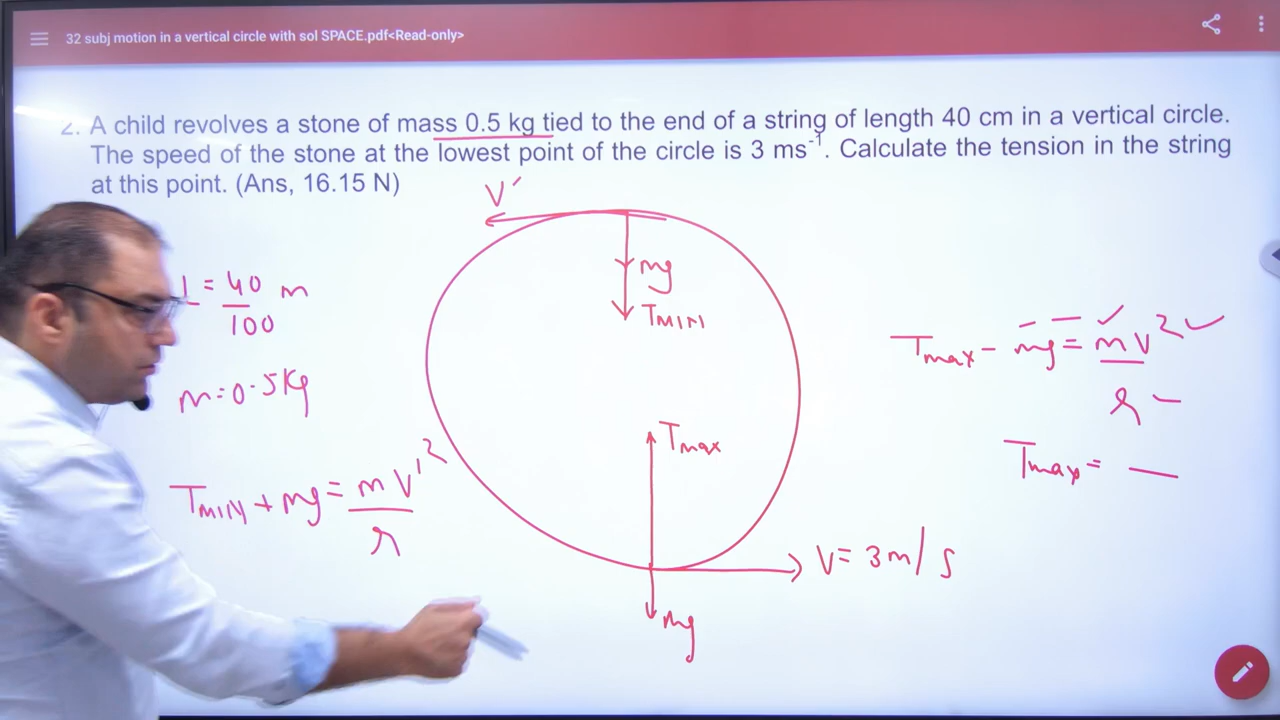 32 subj motion in a vertical circle with sol SPACE.pdf<Read-only>
2. A child revolves a stone of mass 0.5 kg tied to the end of a string of length 40 cm in a vertical circle.
The speed of the stone at the lowest point of the circle is 3 ms⁻¹. Calculate the tension in the string
at this point. (Ans, 16.15 N)
V'
mg
TMIN
L = 40/100 m
m = 0.5 kg
TMIN + mg = mV'²/r
Tmax
Tmax - mg = mV²/r
Tmax = —
V = 3 m/s
mg